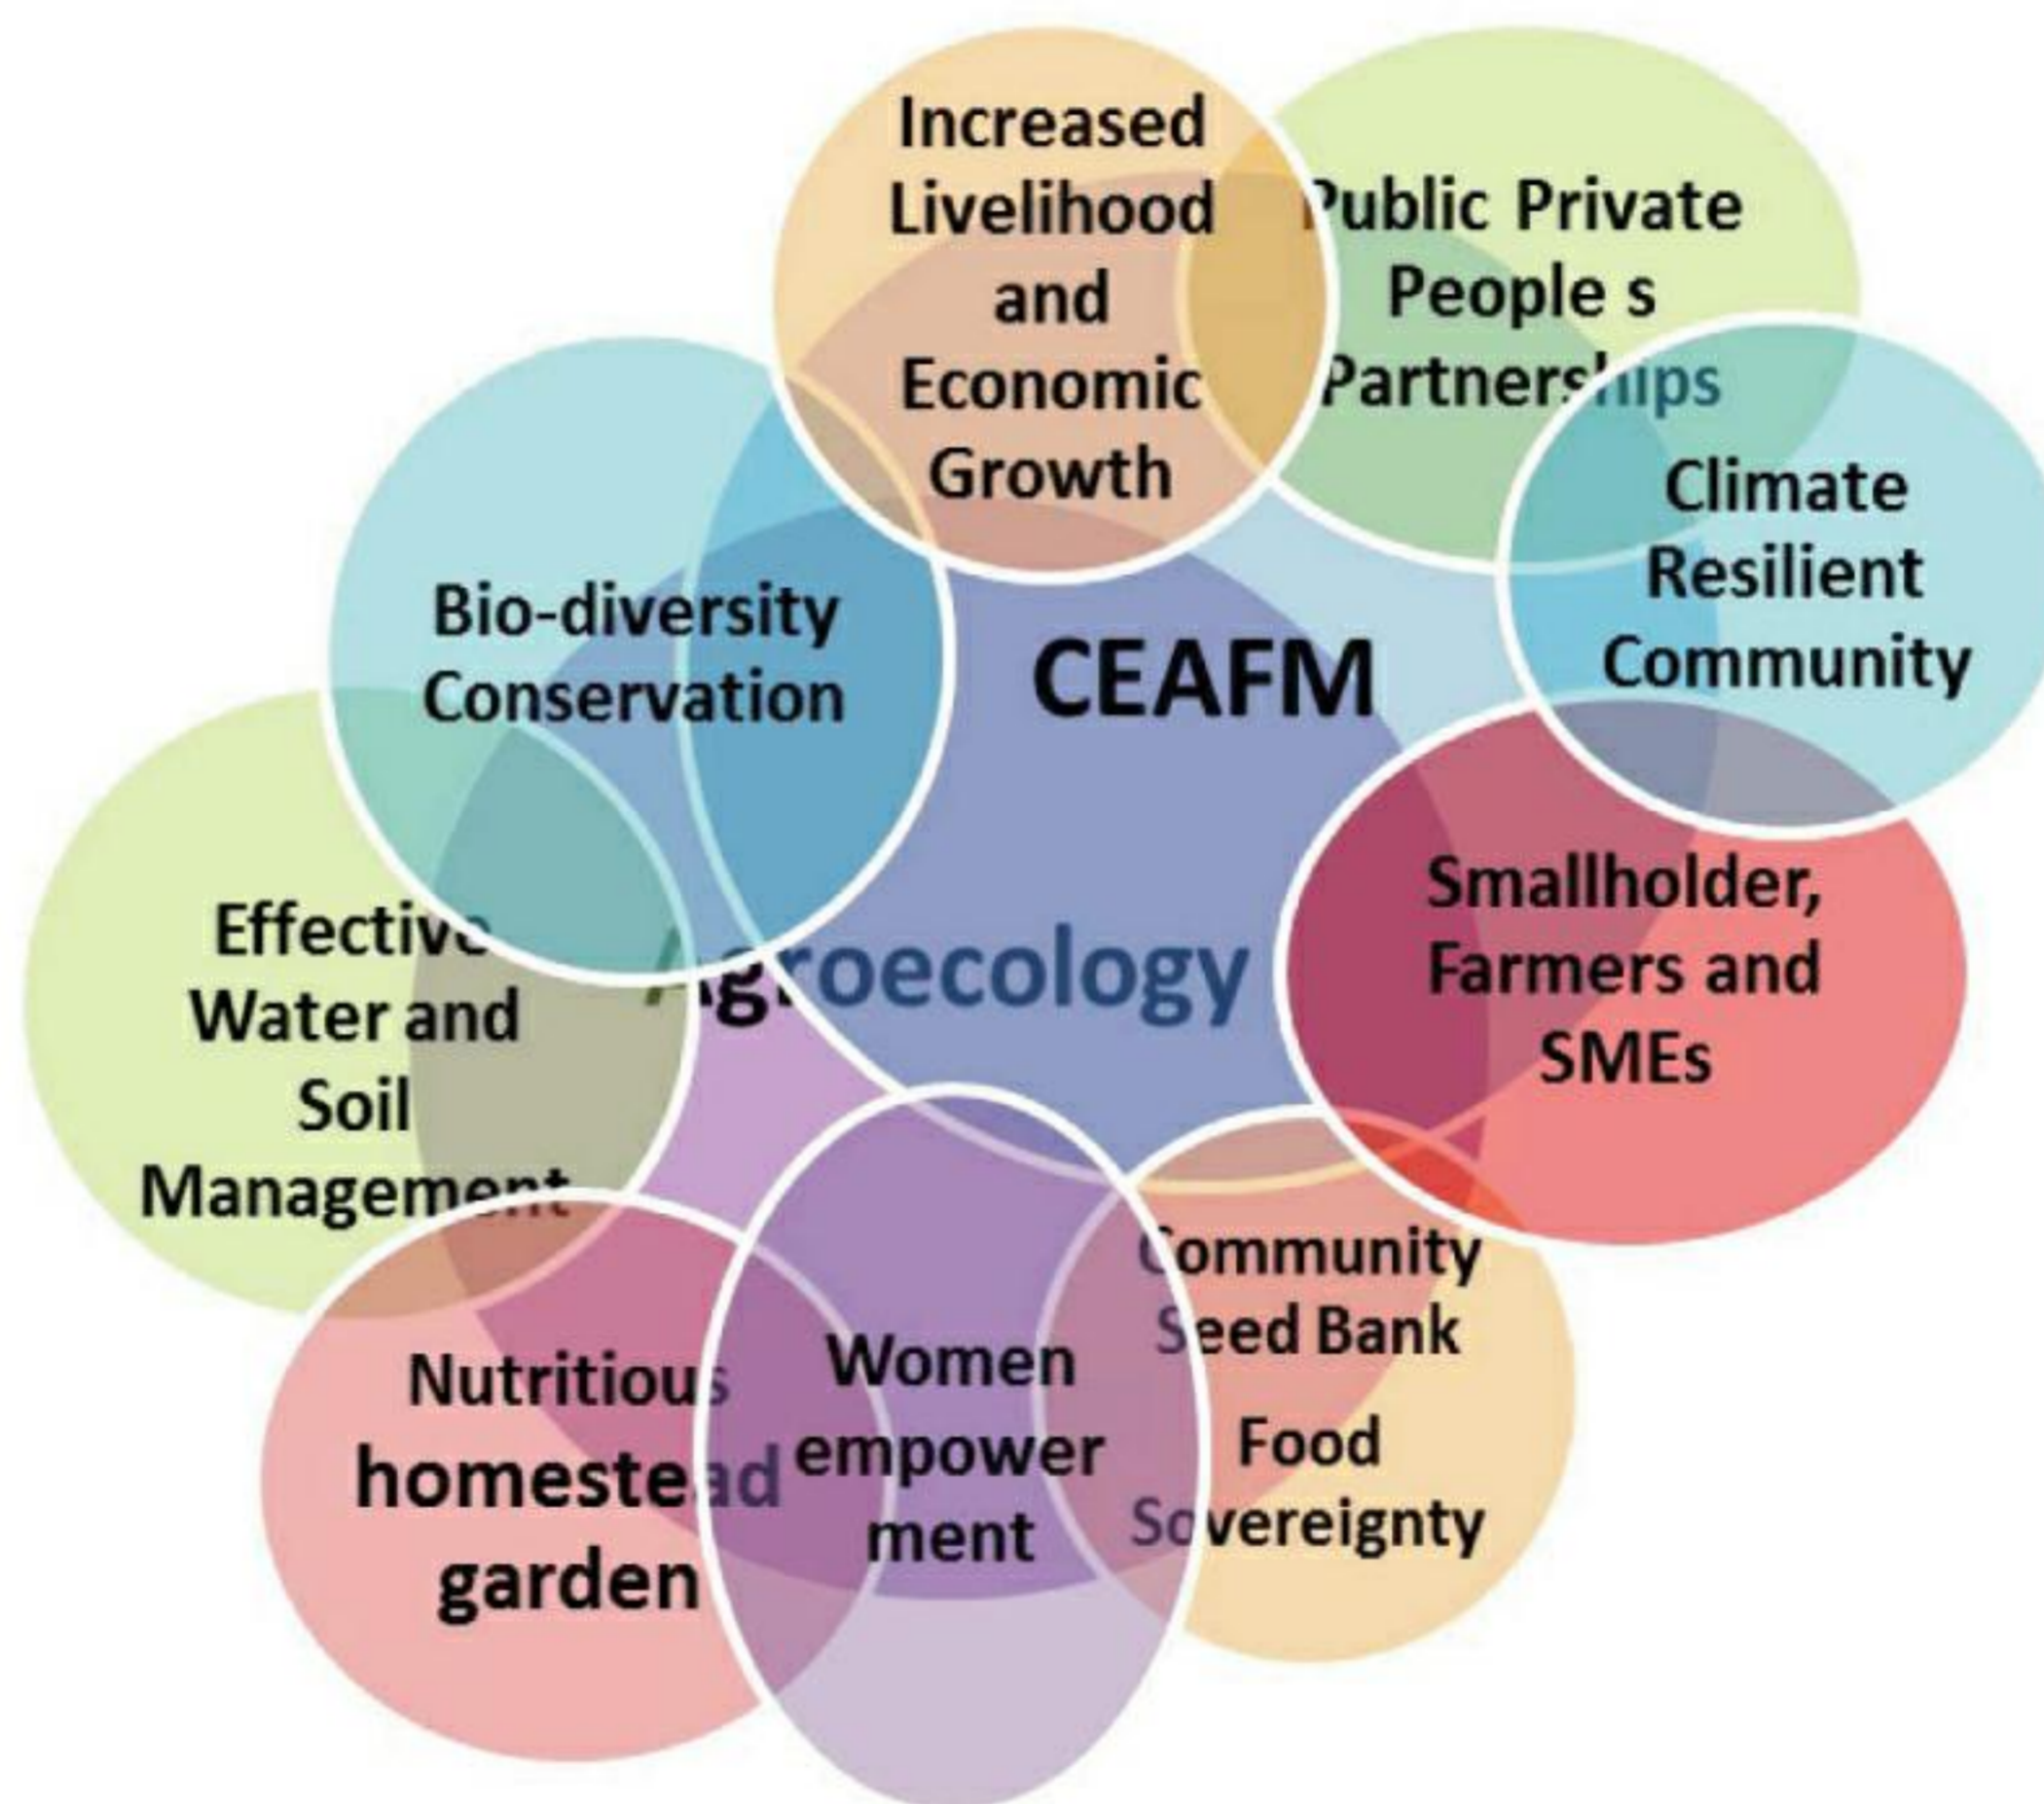 Increased
Livelihood
and
Economic
Growth
Public Private
People s
Partnerships
Climate
Resilient
Community
Bio-diversity
Conservation
CEAFM
Agroecology
Smallholder,
Farmers and
SMEs
Effective
Water and
Soil
Management
Nutritious
homestead
garden
Women
empower
ment
Community
Seed Bank
Food
Sovereignty